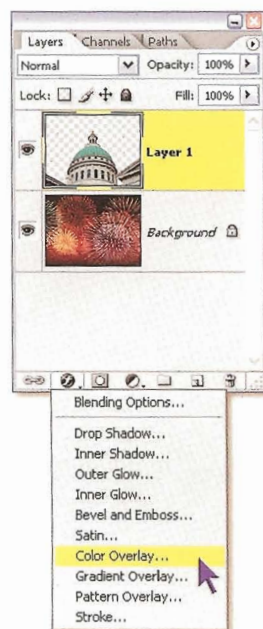 Layers Channels Paths
Normal Opacity: 100%
Lock: Fill: 100%
Layer 1
Background
Blending Options...
Drop Shadow...
Inner Shadow...
Outer Glow...
Inner Glow...
Bevel and Emboss...
Satin...
Color Overlay...
Gradient Overlay...
Pattern Overlay...
Stroke...